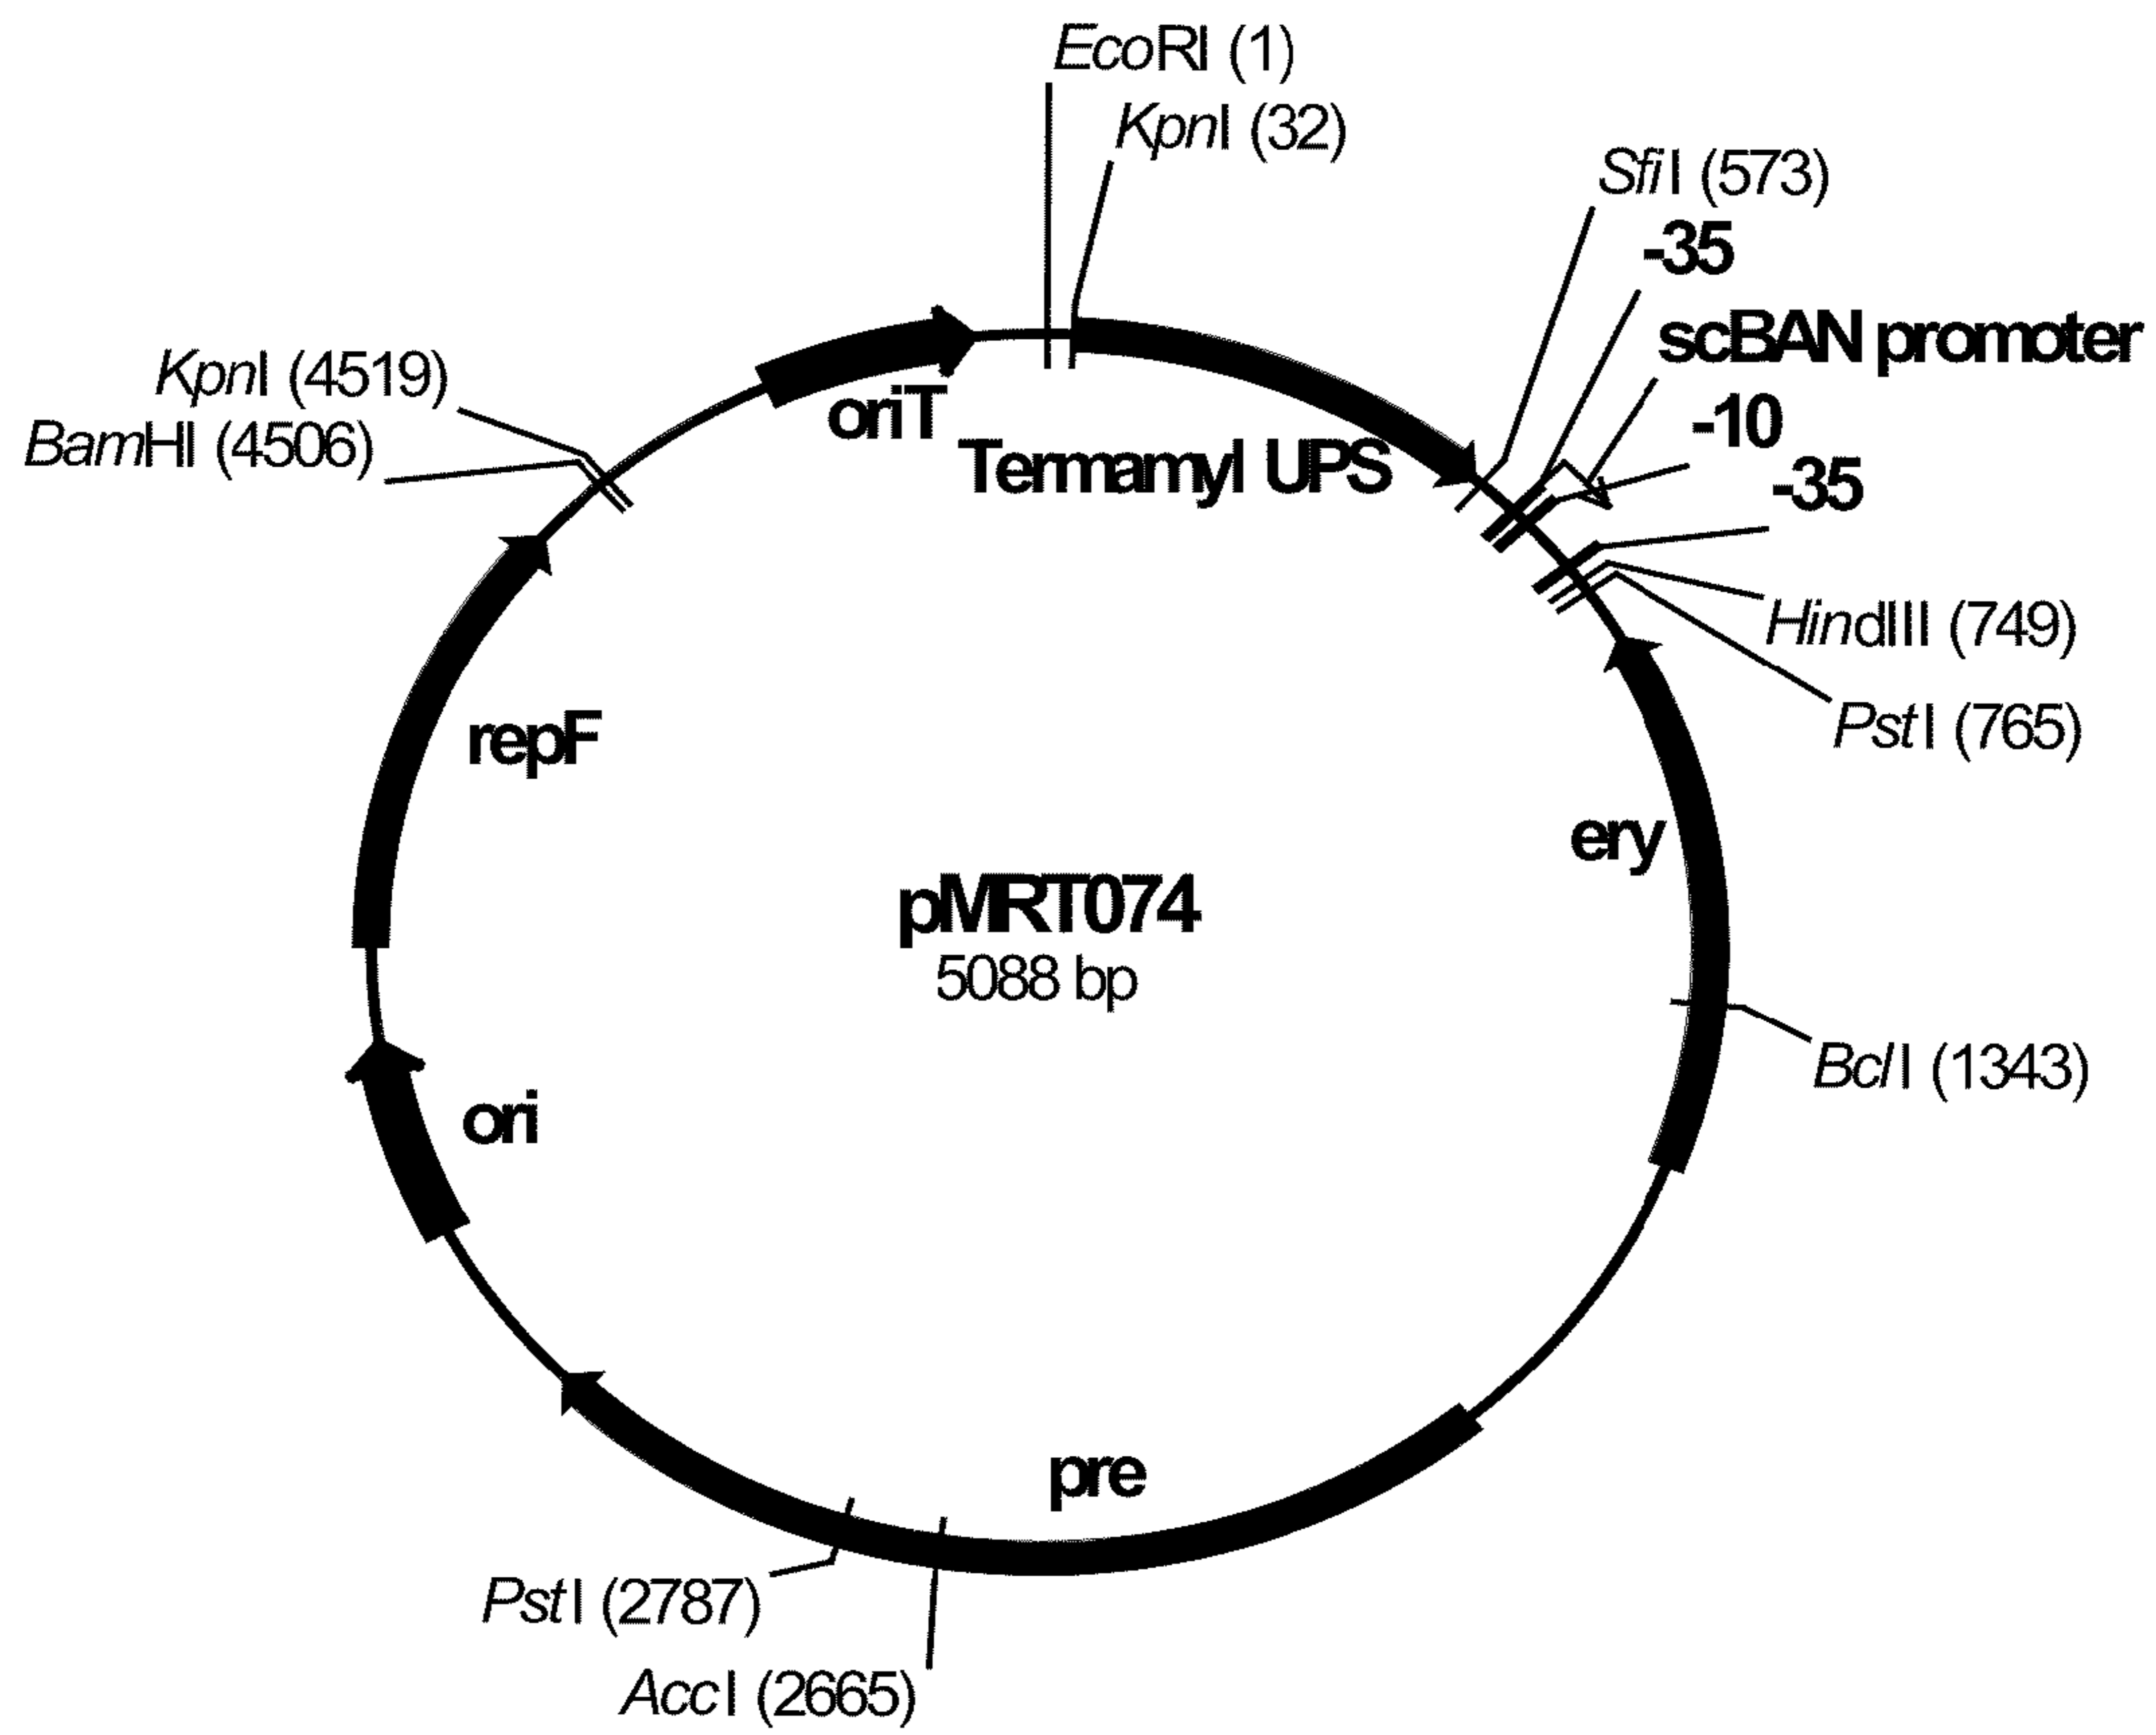 EcoRI (1)
KpnI (32)
SfiI (573)
-35
scBAN promoter
-10
-35
HindIII (749)
PstI (765)
KpnI (4519)
BamHI (4506)
oriT
Termamyl UPS
repF
ery
pMRT074
5088 bp
BclI (1343)
ori
pre
PstI (2787)
AccI (2665)